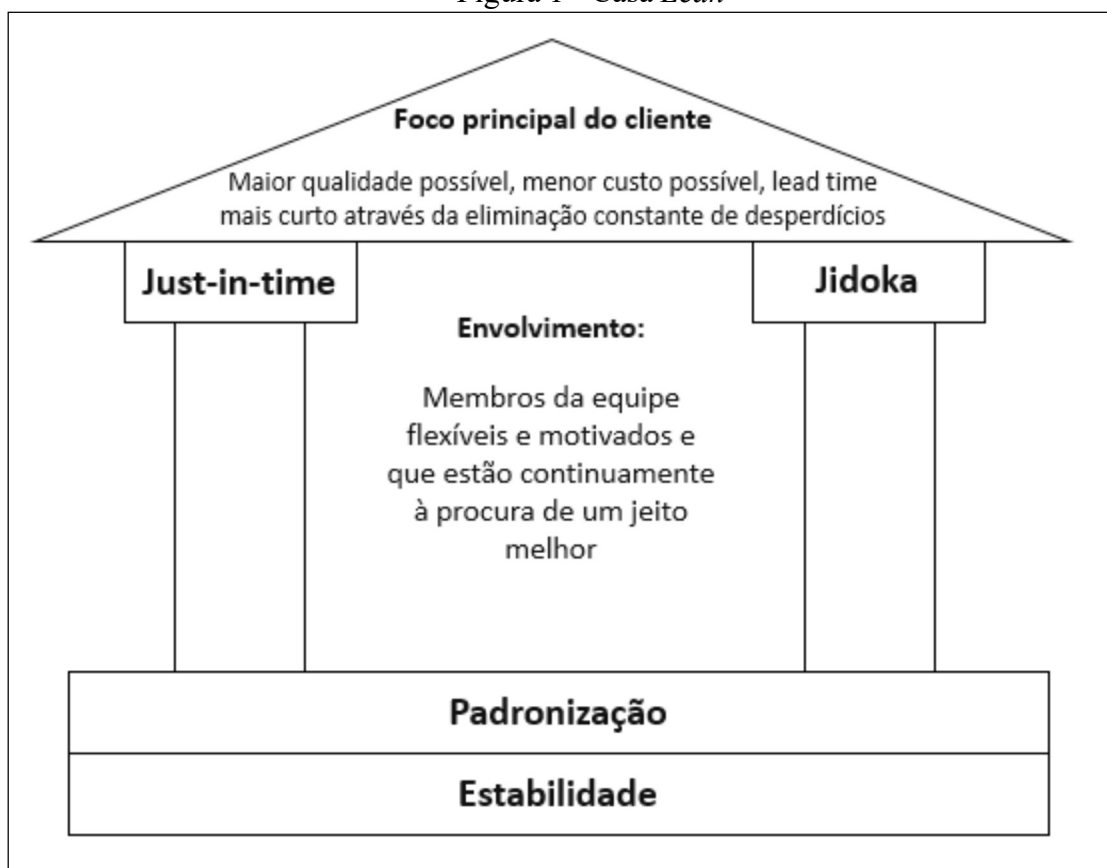 Figura 1 - Casa Lean
Foco principal do cliente
Maior qualidade possível, menor custo possível, lead time
mais curto através da eliminação constante de desperdícios
Just-in-time
Jidoka
Envolvimento:
Membros da equipe
flexíveis e motivados e
que estão continuamente
à procura de um jeito
melhor
Padronização
Estabilidade